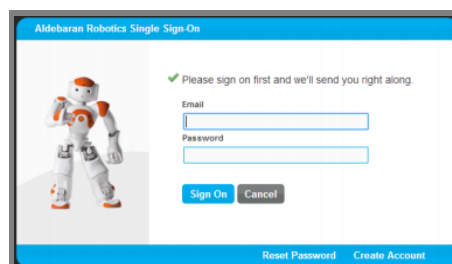 Aldebaran Robotics Single Sign-On
Please sign on first and we'll send you right along.
Email
Password
Sign On Cancel
Reset Password Create Account